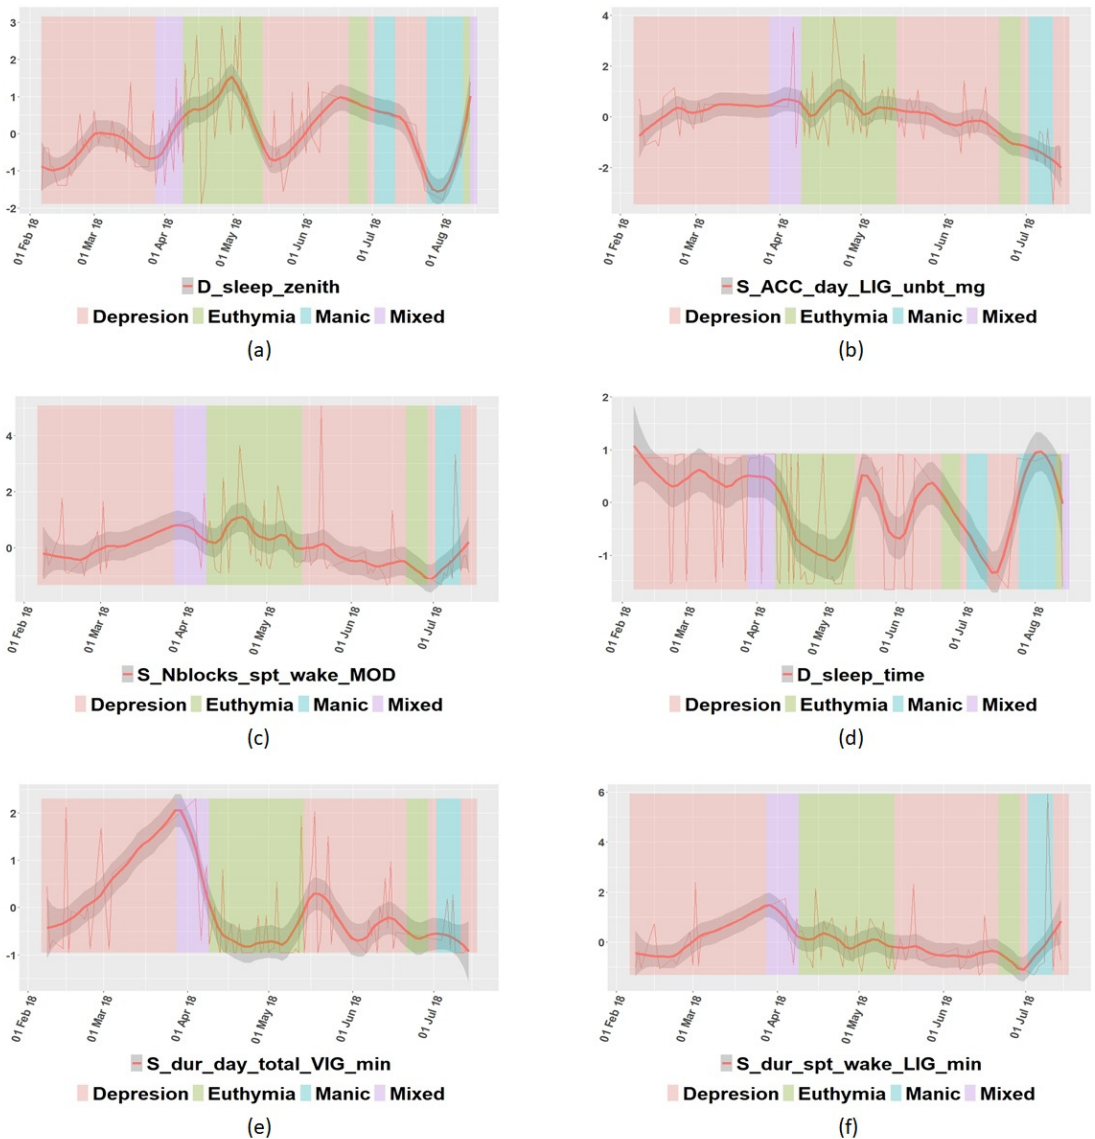 3
2
1
0
-1
-2
01 Feb 18
01 Mar 18
01 Apr 18
01 May 18
01 Jun 18
01 Jul 18
01 Aug 18
D_sleep_zenith
Depresion Euthymia Manic Mixed
(a)
4
2
0
-2
01 Feb 18
01 Mar 18
01 Apr 18
01 May 18
01 Jun 18
01 Jul 18
S_ACC_day_LIG_unbt_mg
Depresion Euthymia Manic Mixed
(b)
4
2
0
01 Feb 18
01 Mar 18
01 Apr 18
01 May 18
01 Jun 18
01 Jul 18
S_Nblocks_spt_wake_MOD
Depresion Euthymia Manic Mixed
(c)
2
1
0
-1
01 Feb 18
01 Mar 18
01 Apr 18
01 May 18
01 Jun 18
01 Jul 18
01 Aug 18
D_sleep_time
Depresion Euthymia Manic Mixed
(d)
2
1
0
-1
01 Feb 18
01 Mar 18
01 Apr 18
01 May 18
01 Jun 18
01 Jul 18
S_dur_day_total_VIG_min
Depresion Euthymia Manic Mixed
(e)
6
4
2
0
01 Feb 18
01 Mar 18
01 Apr 18
01 May 18
01 Jun 18
01 Jul 18
S_dur_spt_wake_LIG_min
Depresion Euthymia Manic Mixed
(f)